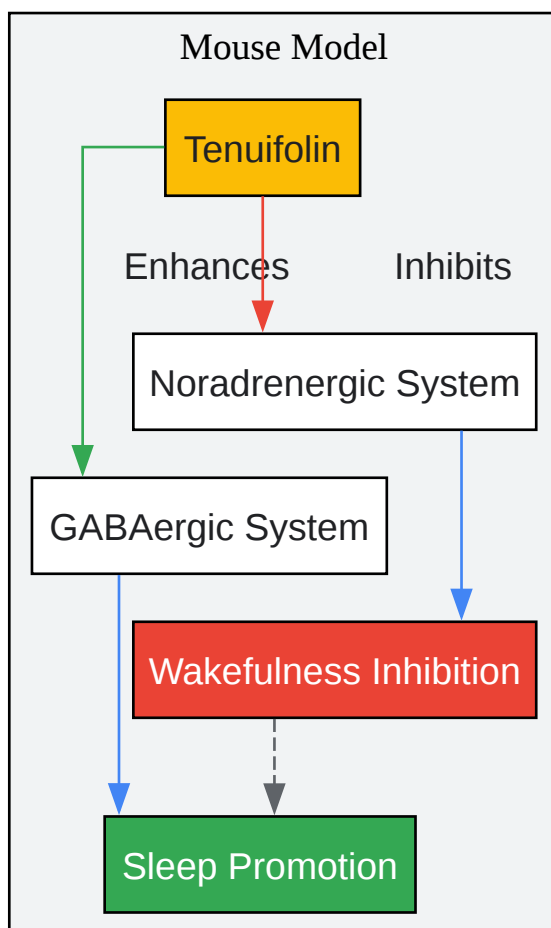 Mouse Model
Tenuifolin
Enhances
Inhibits
Noradrenergic System
GABAergic System
Wakefulness Inhibition
Sleep Promotion